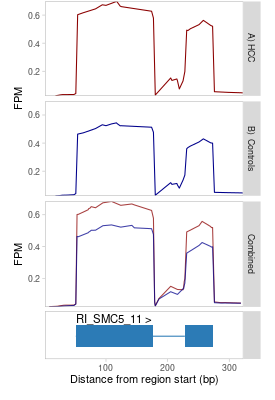 0.6
0.4
0.2
FPM
A) HCC
0.6
0.4
0.2
FPM
B) Controls
0.6
0.4
0.2
FPM
Combined
RI_SMC5_11 >
100 200 300
Distance from region start (bp)